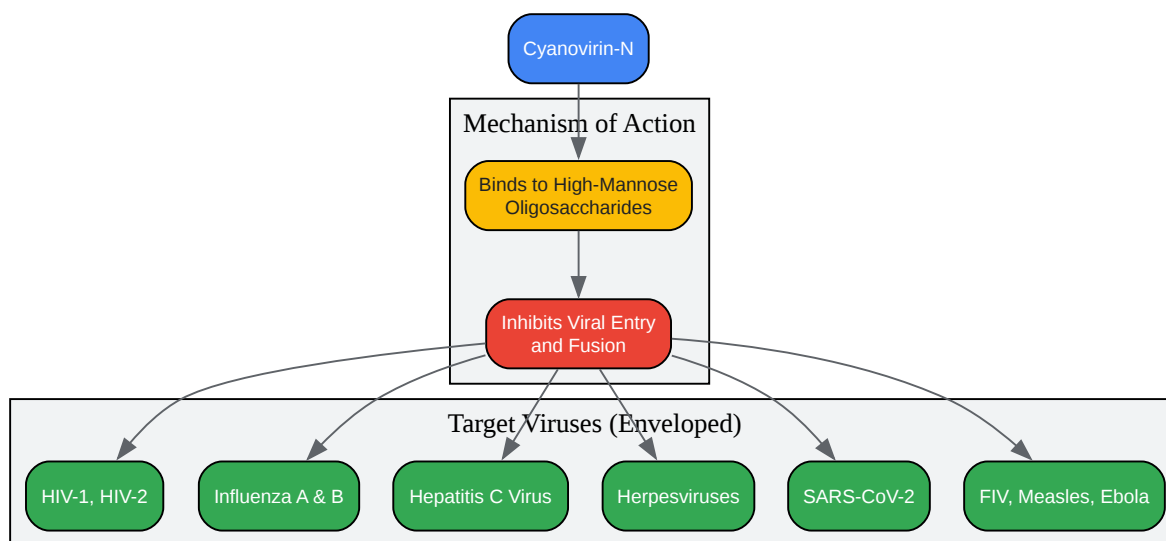 Cyanovirin-N
Mechanism of Action
Binds to High-Mannose
Oligosaccharides
Inhibits Viral Entry
and Fusion
Target Viruses (Enveloped)
HIV-1, HIV-2
Influenza A & B
Hepatitis C Virus
Herpesviruses
SARS-CoV-2
FIV, Measles, Ebola